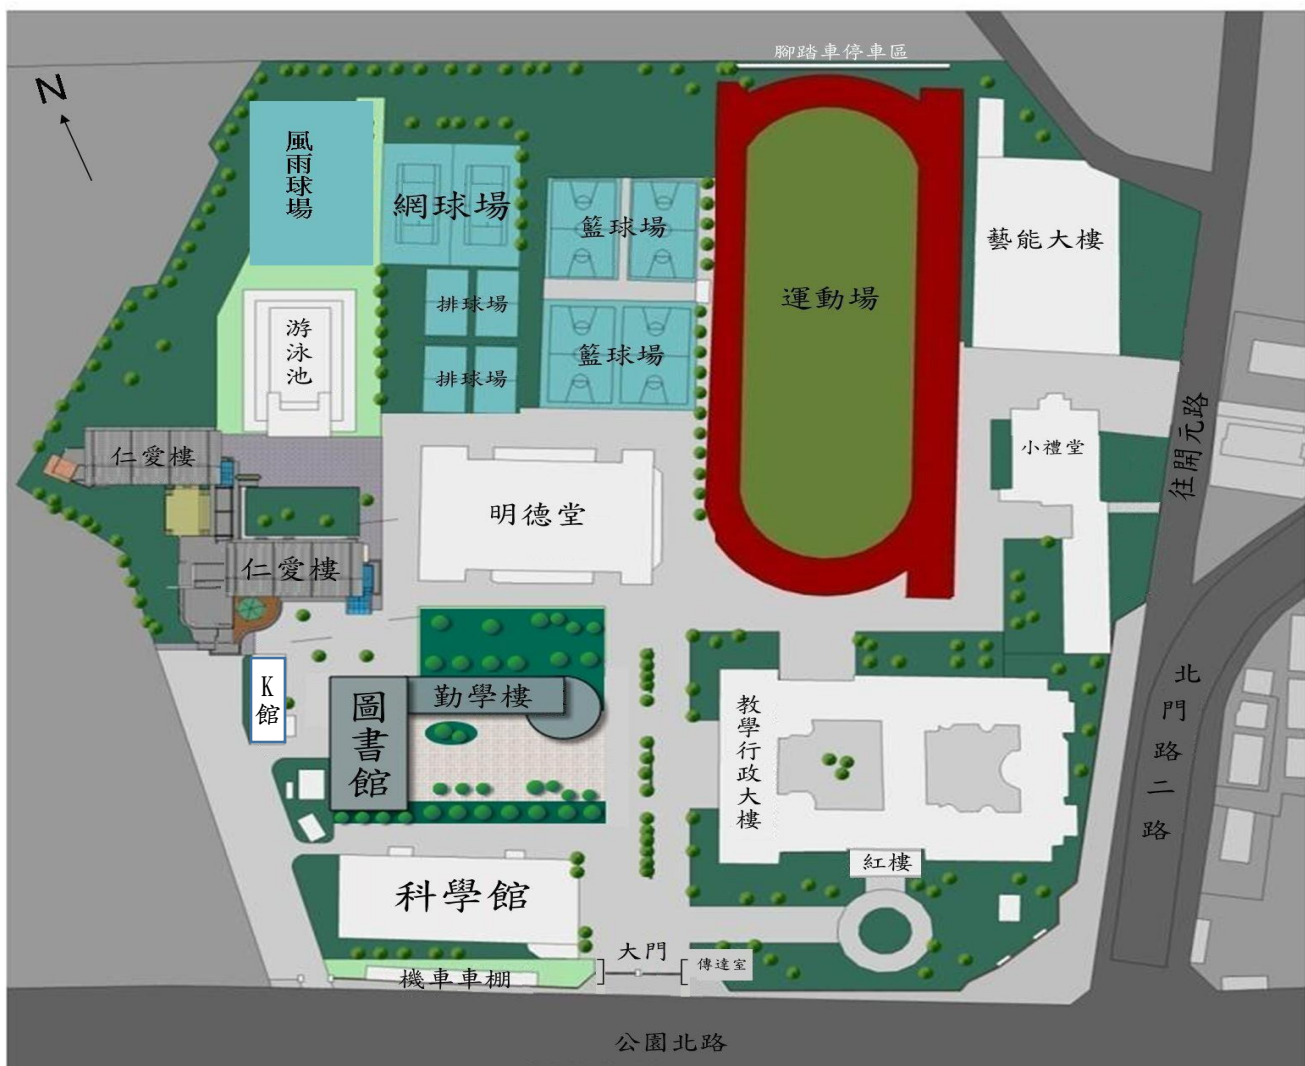 腳踏車停車區
N
風雨球場
網球場
籃球場
藝能大樓
排球場
運動場
游泳池
籃球場
排球場
往開元路
小禮堂
仁愛樓
明德堂
仁愛樓
北門路二路
K館
圖書館
勤學樓
教學行政大樓
紅樓
科學館
大門
傳達室
機車車棚
公園北路